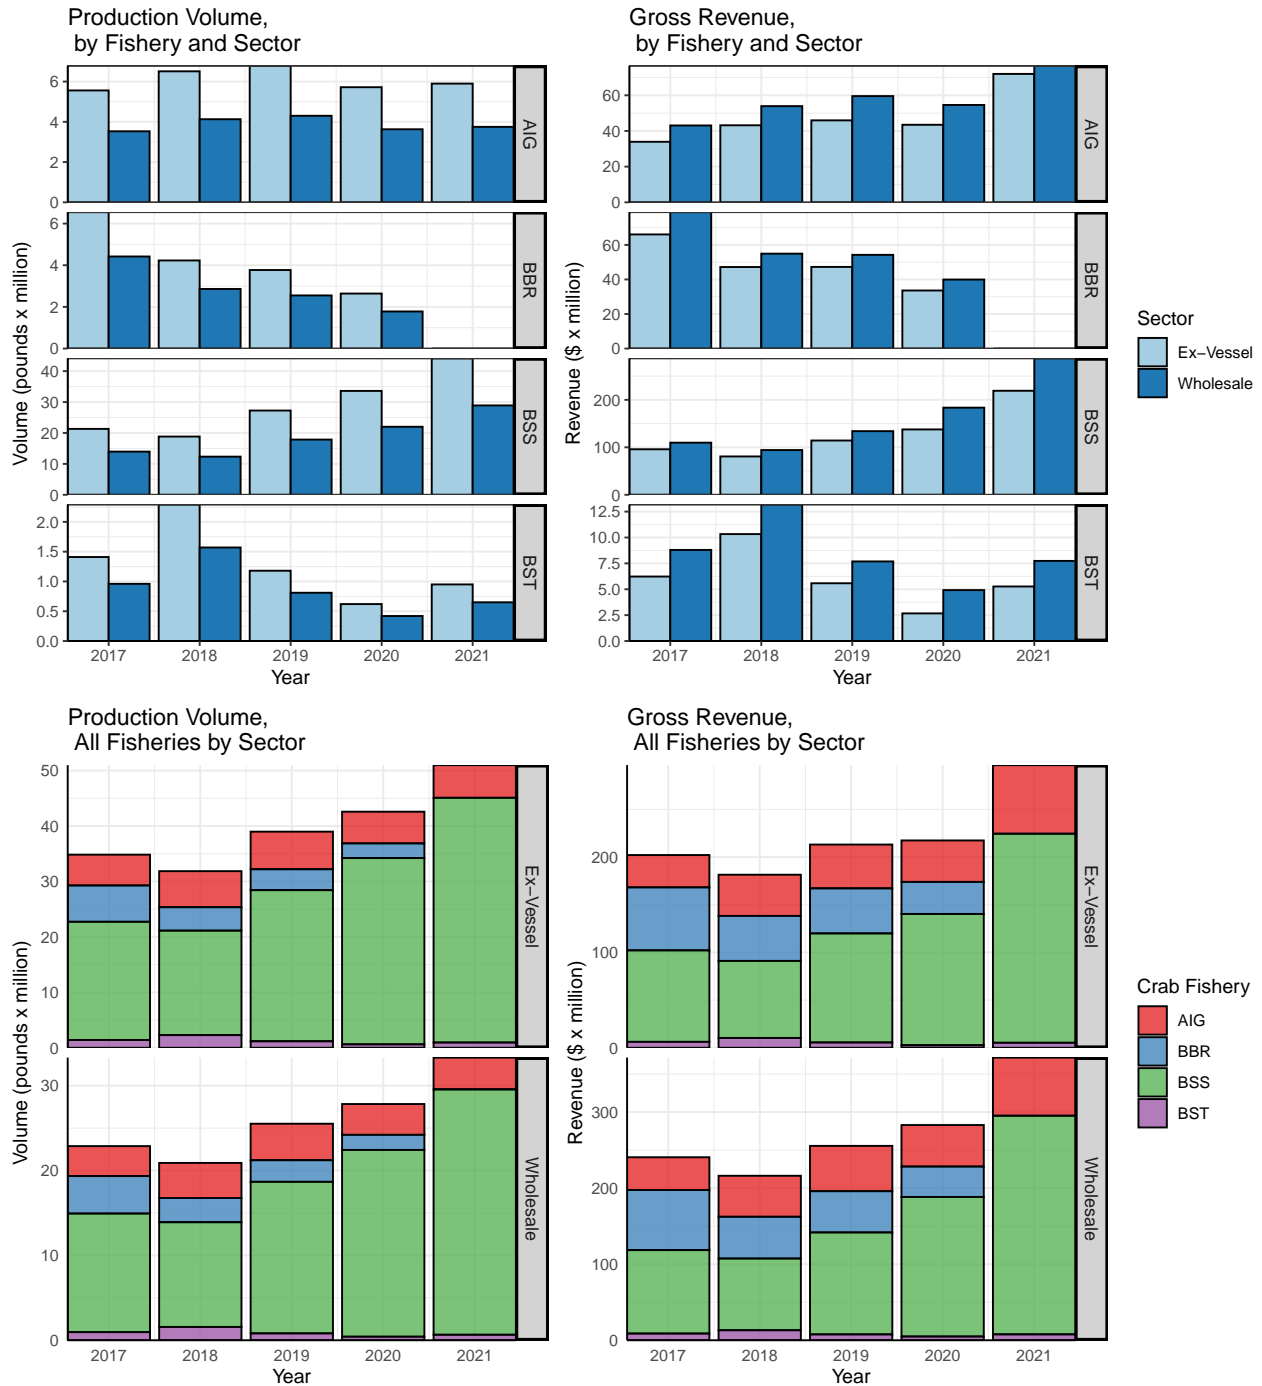 Production Volume,
by Fishery and Sector
Volume (pounds x million)
6
4
2
0
AIG
6
4
2
0
BBR
40
30
20
10
0
BSS
2.0
1.5
1.0
0.5
0.0
BST
2017 2018 2019 2020 2021
Year
Gross Revenue,
by Fishery and Sector
Revenue ($ x million)
60
40
20
0
AIG
60
40
20
0
BBR
200
100
0
BSS
12.5
10.0
7.5
5.0
2.5
0.0
BST
2017 2018 2019 2020 2021
Year
Sector
Ex−Vessel
Wholesale
Production Volume,
All Fisheries by Sector
Volume (pounds x million)
50
40
30
20
10
0
Ex−Vessel
30
20
10
0
Wholesale
2017 2018 2019 2020 2021
Year
Gross Revenue,
All Fisheries by Sector
Revenue ($ x million)
200
100
0
Ex−Vessel
300
200
100
0
Wholesale
2017 2018 2019 2020 2021
Year
Crab Fishery
AIG
BBR
BSS
BST